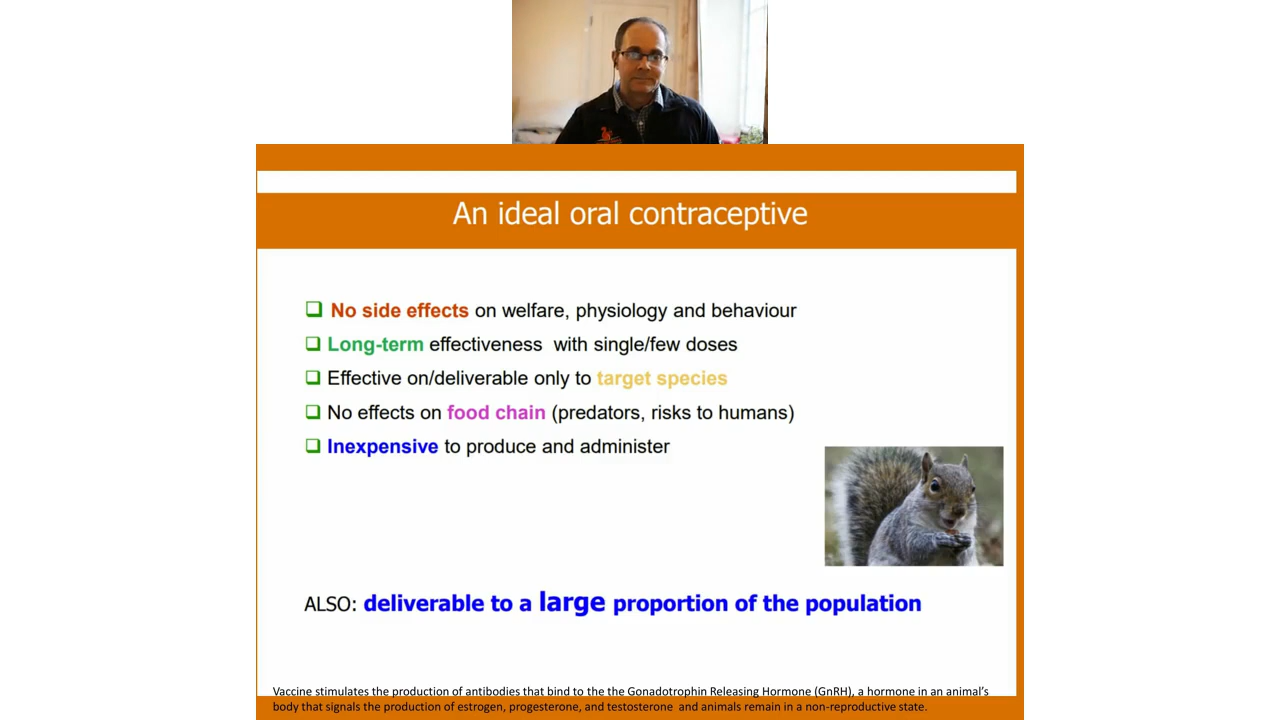 An ideal oral contraceptive
No side effects on welfare, physiology and behaviour
Long-term effectiveness with single/few doses
Effective on/deliverable only to target species
No effects on food chain (predators, risks to humans)
Inexpensive to produce and administer
ALSO: deliverable to a large proportion of the population
Vaccine stimulates the production of antibodies that bind to the the Gonadotrophin Releasing Hormone (GnRH), a hormone in an animal's
body that signals the production of estrogen, progesterone, and testosterone and animals remain in a non-reproductive state.